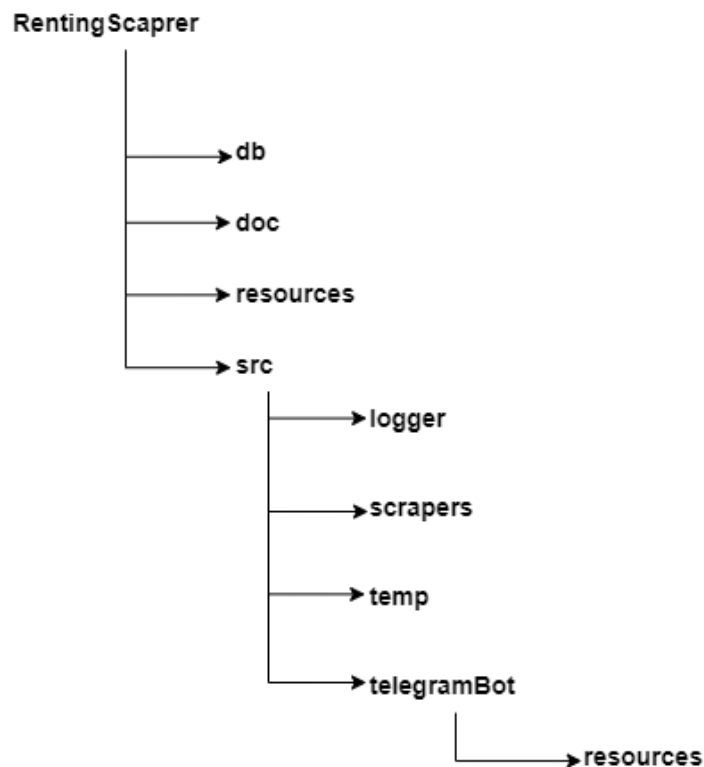 RentingScaprer
db
doc
resources
src
logger
scrapers
temp
telegramBot
resources